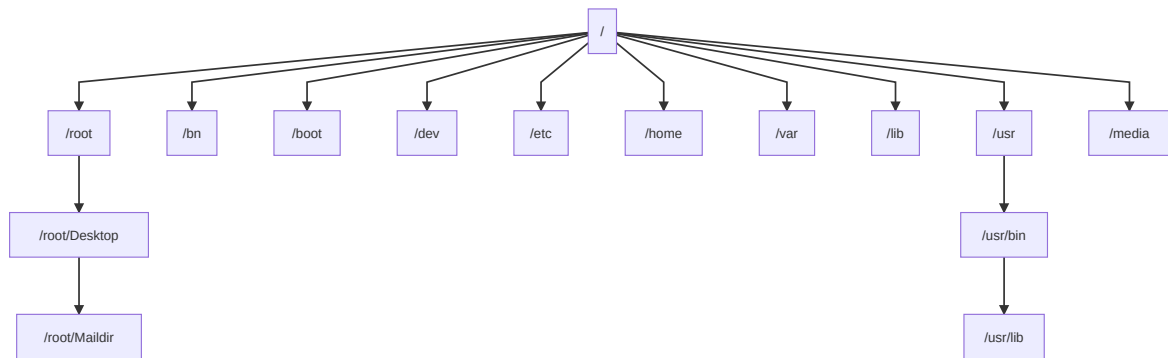 /
/root
/bn
/boot
/dev
/etc
/home
/var
/lib
/usr
/media
/root/Desktop
/usr/bin
/root/Maildir
/usr/lib